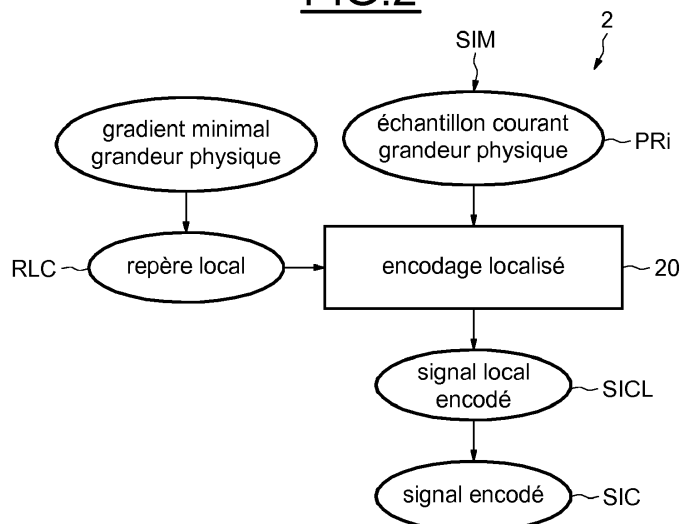 FIG.2
2
SIM
gradient minimal
grandeur physique
échantillon courant
grandeur physique
PRi
RLC
repère local
encodage localisé
20
signal local
encodé
SICL
signal encodé
SIC